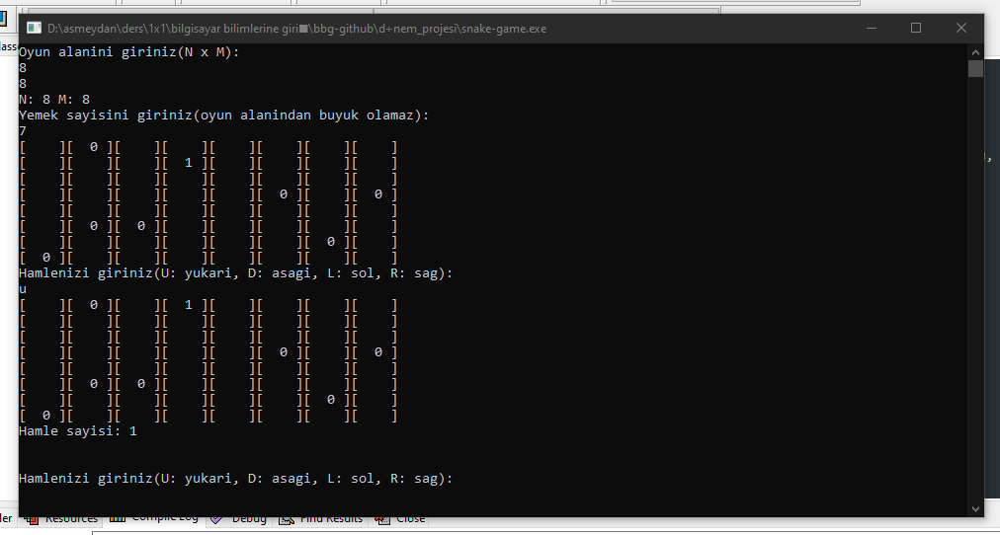 D:\asmeydan\ders\1x1\bilgisayar bilimlerine giri■\bbg-github\d÷nem_projesi\snake-game.exe
Oyun alanini giriniz(N x M):
8
8
N: 8 M: 8
Yemek sayisini giriniz(oyun alanindan buyuk olamaz):
7
[    ][  0 ][    ][    ][    ][    ][    ][    ]
[    ][    ][    ][  1 ][    ][    ][    ][    ]
[    ][    ][    ][    ][    ][    ][    ][    ]
[    ][    ][    ][    ][    ][  0 ][    ][  0 ]
[    ][    ][    ][    ][    ][    ][    ][    ]
[    ][  0 ][  0 ][    ][    ][    ][    ][    ]
[    ][    ][    ][    ][    ][    ][  0 ][    ]
[  0 ][    ][    ][    ][    ][    ][    ][    ]
Hamlenizi giriniz(U: yukari, D: asagi, L: sol, R: sag):
u
[    ][  0 ][    ][  1 ][    ][    ][    ][    ]
[    ][    ][    ][    ][    ][    ][    ][    ]
[    ][    ][    ][    ][    ][    ][    ][    ]
[    ][    ][    ][    ][    ][  0 ][    ][  0 ]
[    ][    ][    ][    ][    ][    ][    ][    ]
[    ][  0 ][  0 ][    ][    ][    ][    ][    ]
[    ][    ][    ][    ][    ][    ][  0 ][    ]
[  0 ][    ][    ][    ][    ][    ][    ][    ]
Hamle sayisi: 1
Hamlenizi giriniz(U: yukari, D: asagi, L: sol, R: sag):
Resources Compile Log Debug Find Results Close